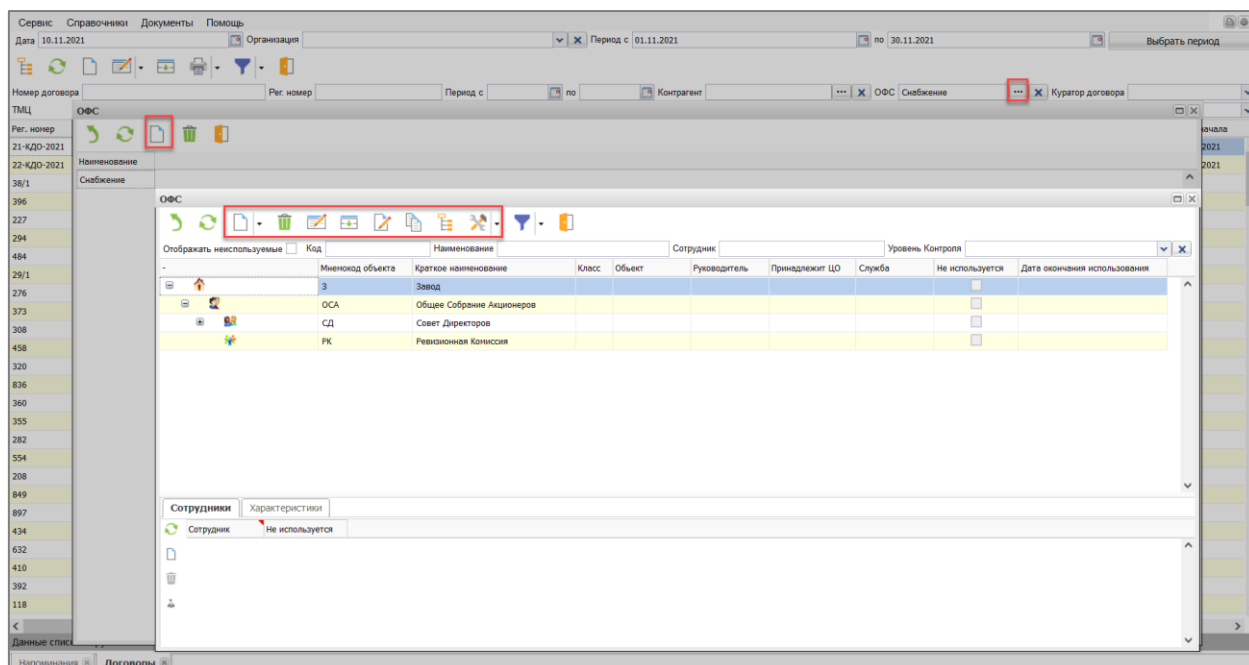 Сервис Справочники Документы Помощь
Дата 10.11.2021 Организация Период с 01.11.2021 по 30.11.2021 Выбрать период
Номер договора Рег. номер Период с по Контрагент ОФС Снабжение Куратор договора
ТМЦ
ОФС
Рег. номер
21-КДО-2021 2021
22-КДО-2021 Наименование 2021
38/1 Снабжение
396
ОФС
227
294
484 Отображать неиспользуемые Код Наименование Сотрудник Уровень Контроля
29/1 - Мненокод объекта Краткое наименование Класс Объект Руководитель Принадлежит ЦО Служба Не используется Дата окончания использования
276 З Завод
373 ОСА Общее Собрание Акционеров
308 СД Совет Директоров
458 РК Ревизионная Комиссия
320
836
360
355
282
554
208
849
897 Сотрудники Характеристики
434 Сотрудник Не используется
632
410
392
118
Напоминания Договоры